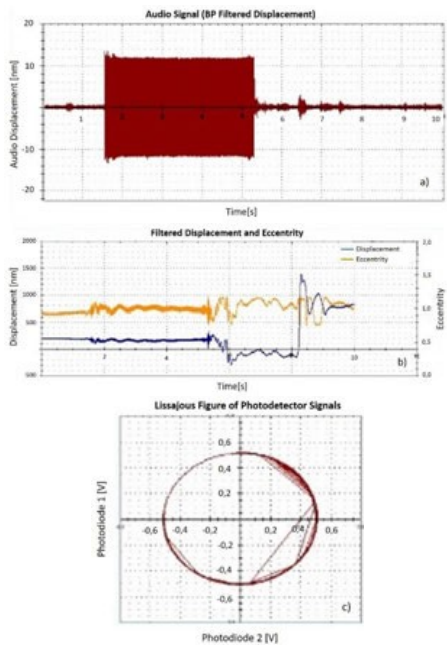 Audio Signal (BP Filtered Displacement)
Audio Displacement [nm]
20
10
0
-10
-20
1 2 3 4 5 6 7 8 9 10
a)
Time[s]
Filtered Displacement and Eccentrity
Displacement
Eccentrity
Displacement [nm]
2000
1500
1000
500
500
2 4 6 8 10
2,0
1,5
1,0
0,5
0,0
Eccentrity
b)
Time[s]
Lissajous Figure of Photodetector Signals
Photodiode 1 [V]
0,6
0,4
0,2
0
-0,2
-0,4
-0,6
-0,6 -0,4 -0,2 0 0,2 0,4 0,6
c)
Photodiode 2 [V]